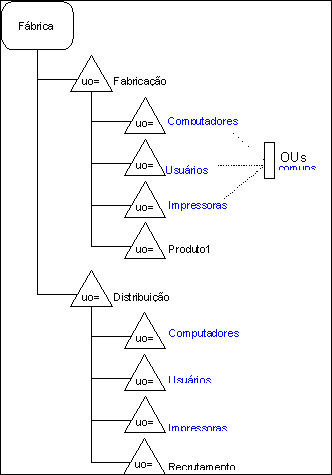 Fábrica
uo= Fabricação
uo= Computadores
uo= Usuários
uo= Impressoras
OUs
comuns
uo= Produto1
uo= Distribuição
uo= Computadores
uo= Usuários
uo= Impressoras
uo= Recrutamento